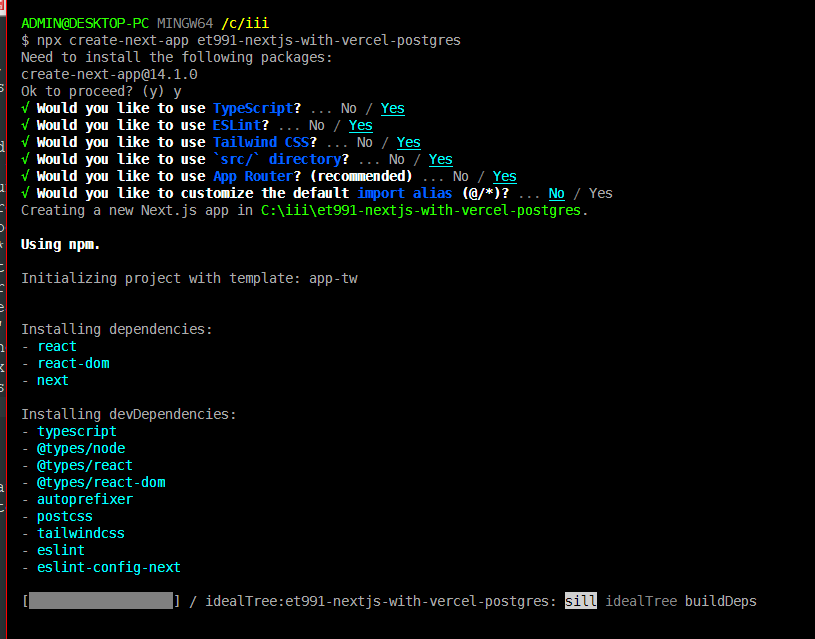 ADMIN@DESKTOP-PC MINGW64 /c/iii
$ npx create-next-app et991-nextjs-with-vercel-postgres
Need to install the following packages:
create-next-app@14.1.0
Ok to proceed? (y) y
√ Would you like to use TypeScript? ... No / Yes
√ Would you like to use ESLint? ... No / Yes
√ Would you like to use Tailwind CSS? ... No / Yes
√ Would you like to use `src/` directory? ... No / Yes
√ Would you like to use App Router? (recommended) ... No / Yes
√ Would you like to customize the default import alias (@/*)? ... No / Yes
Creating a new Next.js app in C:\iii\et991-nextjs-with-vercel-postgres.
Using npm.
Initializing project with template: app-tw
Installing dependencies:
- react
- react-dom
- next
Installing devDependencies:
- typescript
- @types/node
- @types/react
- @types/react-dom
- autoprefixer
- postcss
- tailwindcss
- eslint
- eslint-config-next
[                  ] / idealTree:et991-nextjs-with-vercel-postgres: sill idealTree buildDeps